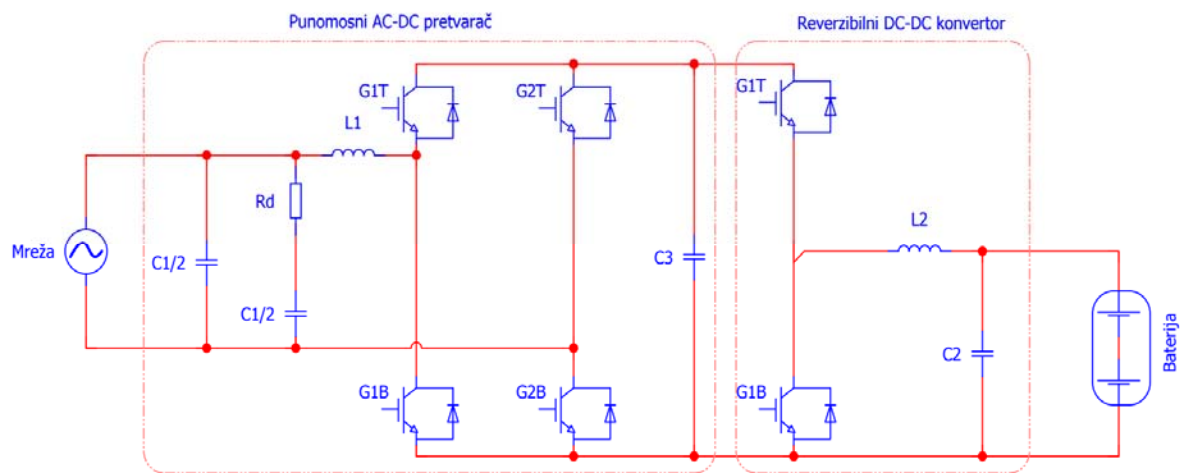 Punomosni AC-DC pretvarač
Reverzibilni DC-DC konvertor
G1T
G2T
G1T
L1
Rd
Mreža
C1/2
C1/2
C3
L2
C2
Baterija
G1B
G2B
G1B